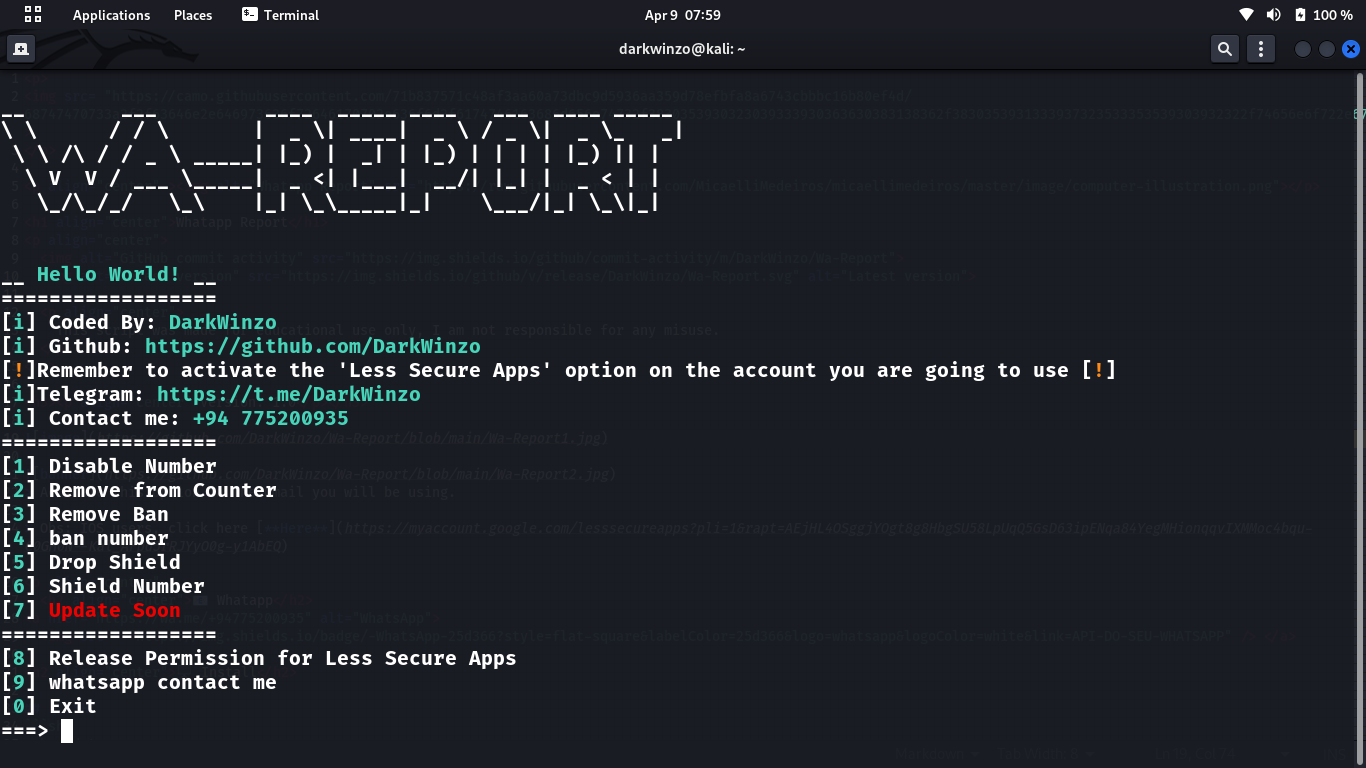 Applications Places Terminal Apr 9 07:59 100 %
darkwinzo@kali: ~
WA-REPORT
__ Hello World! __
==================
[i] Coded By: DarkWinzo
[i] Github: https://github.com/DarkWinzo
[!]Remember to activate the 'Less Secure Apps' option on the account you are going to use [!]
[i]Telegram: https://t.me/DarkWinzo
[i] Contact me: +94 775200935
==================
[1] Disable Number
[2] Remove from Counter
[3] Remove Ban
[4] ban number
[5] Drop Shield
[6] Shield Number
[7] Update Soon
==================
[8] Release Permission for Less Secure Apps
[9] whatsapp contact me
[0] Exit
===>